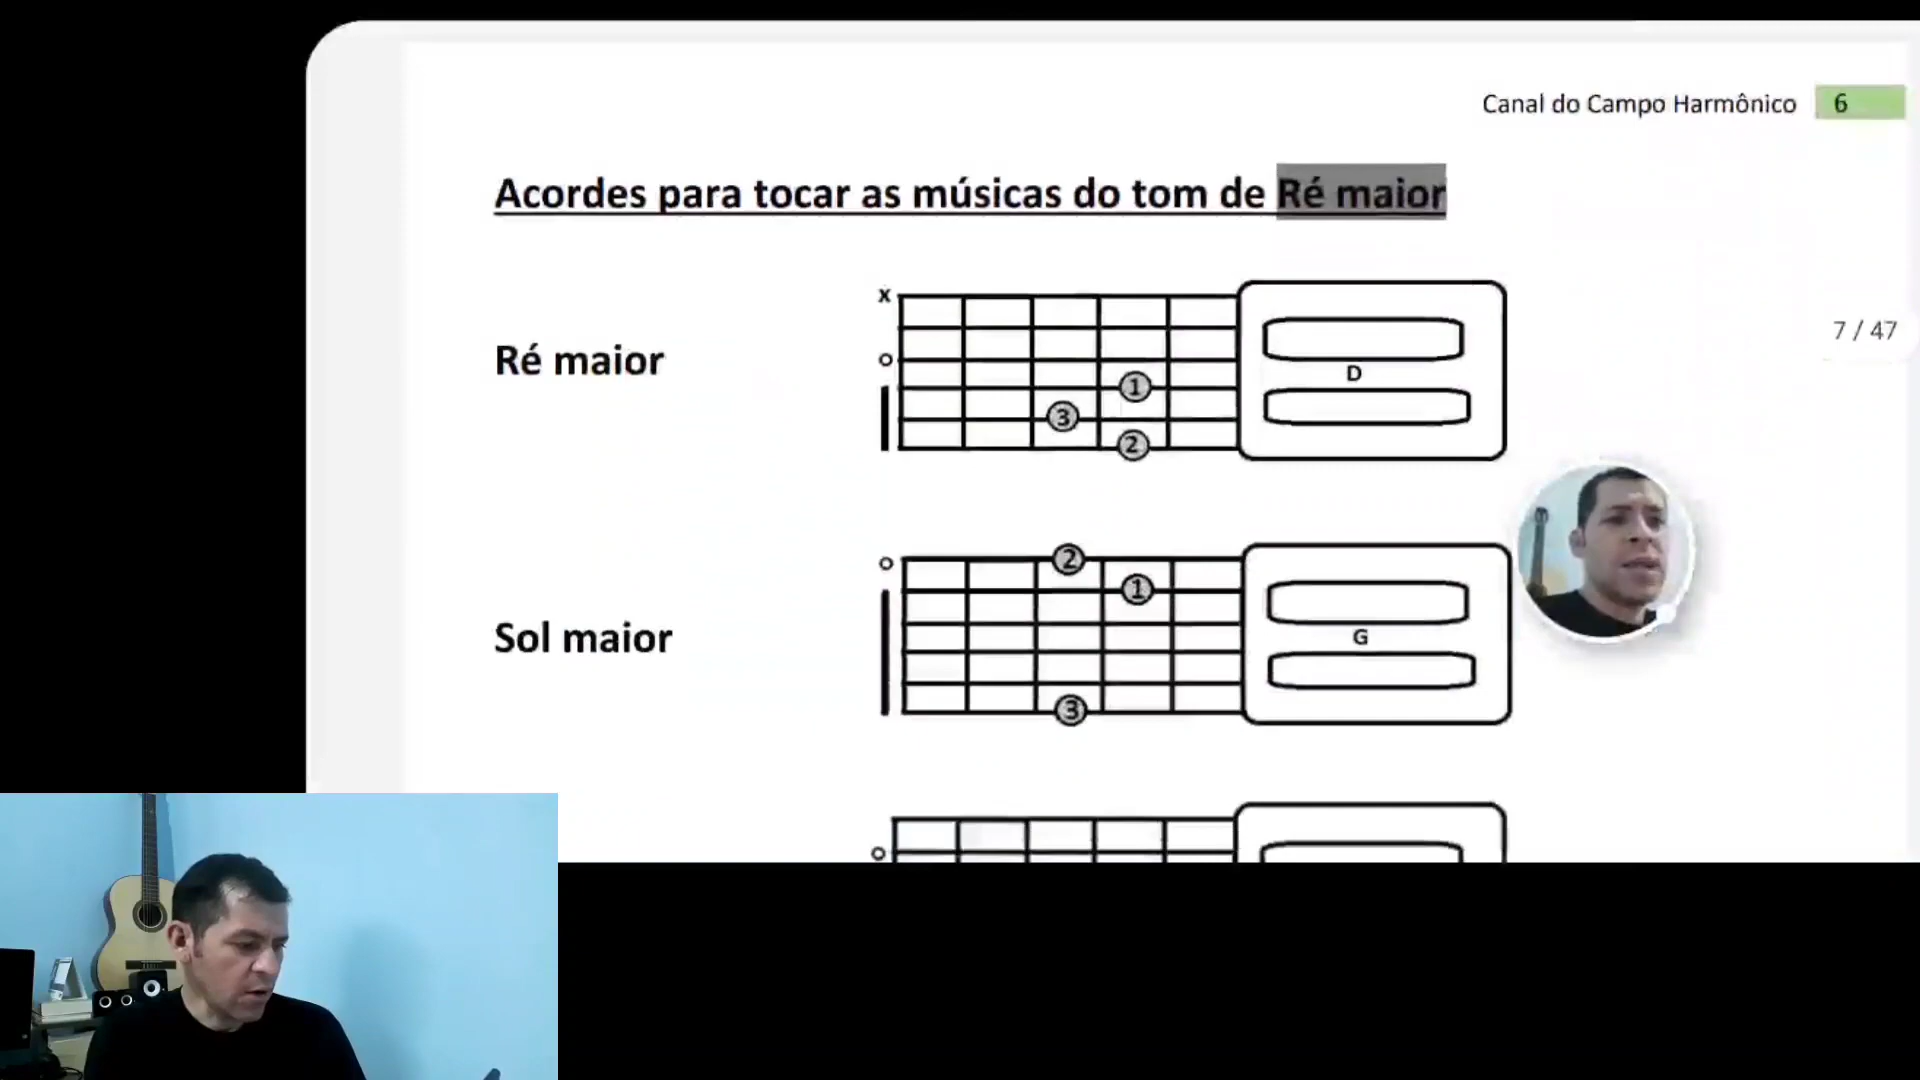 Canal do Campo Harmônico 6
Acordes para tocar as músicas do tom de Ré maior
7 / 47
x
Ré maior
1
D
3
2
2
1
Sol maior
G
3